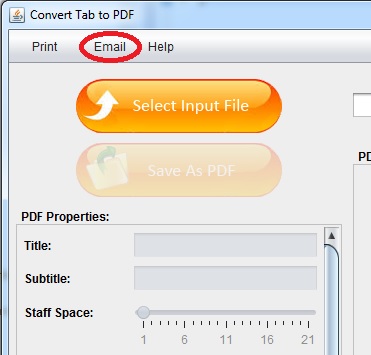 Convert Tab to PDF
Print Email Help
Select Input File
Save As PDF
PD
PDF Properties:
Title:
Subtitle:
Staff Space:
1 6 11 16 21